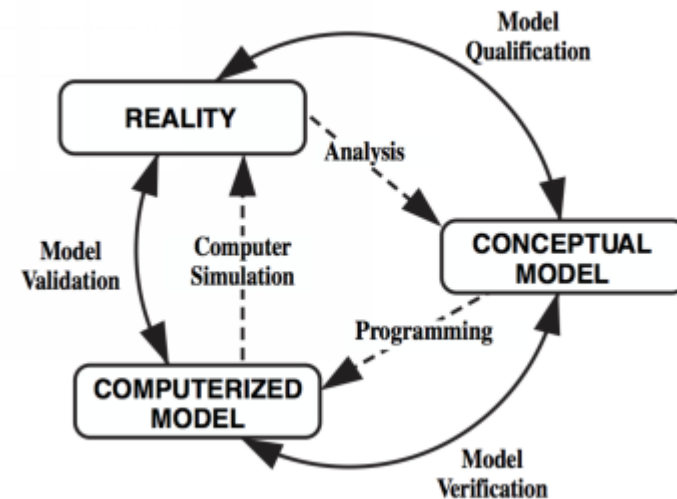 Model
Qualification
REALITY
Analysis
Model
Validation
Computer
Simulation
CONCEPTUAL
MODEL
Programming
COMPUTERIZED
MODEL
Model
Verification